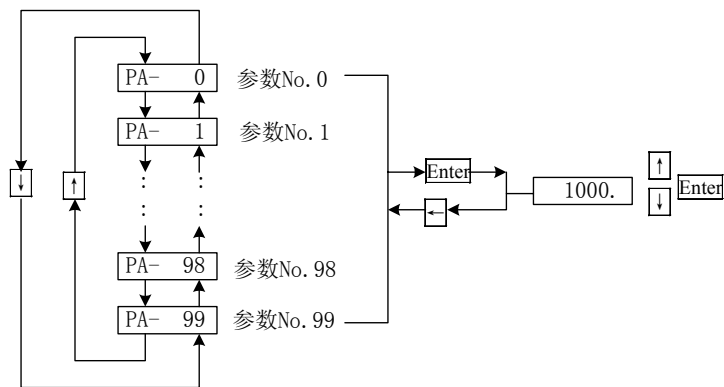 PA- 0 参数No.0
PA- 1 参数No.1
↓
↑
Enter
←
1000.
↑
↓
Enter
PA- 98 参数No.98
PA- 99 参数No.99